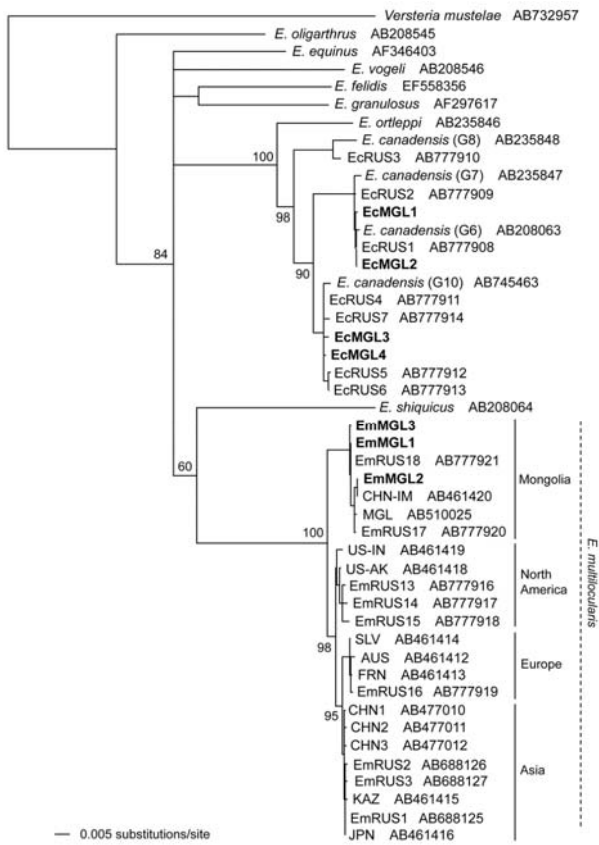 Versteria mustelae AB732957
E. oligarthrus AB208545
E. equinus AF346403
E. vogeli AB208546
E. felidis EF558356
E. granulosus AF297617
E. ortleppi AB235846
100
E. canadensis (G8) AB235848
EcRUS3 AB777910
E. canadensis (G7) AB235847
EcRUS2 AB777909
98
EcMGL1
E. canadensis (G6) AB208063
EcRUS1 AB777908
84
EcMGL2
90
E. canadensis (G10) AB745463
EcRUS4 AB777911
EcRUS7 AB777914
EcMGL3
EcMGL4
EcRUS5 AB777912
EcRUS6 AB777913
E. shiquicus AB208064
EmMGL3
EmMGL1
EmRUS18 AB777921
60
EmMGL2
Mongolia
CHN-IM AB461420
MGL AB510025
EmRUS17 AB777920
100
US-IN AB461419
US-AK AB461418
EmRUS13 AB777916
North
America
EmRUS14 AB777917
EmRUS15 AB777918
E. multilocularis
SLV AB461414
98
AUS AB461412
Europe
FRN AB461413
EmRUS16 AB777919
CHN1 AB477010
95
CHN2 AB477011
CHN3 AB477012
EmRUS2 AB688126
Asia
EmRUS3 AB688127
KAZ AB461415
EmRUS1 AB688125
JPN AB461416
0.005 substitutions/site